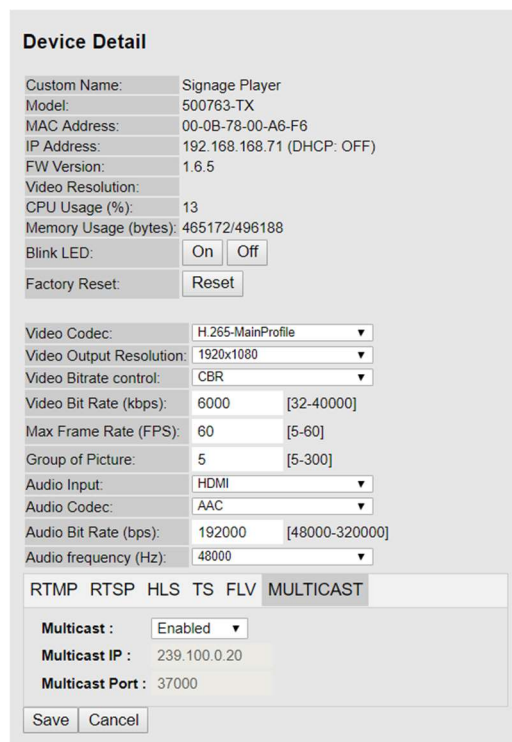 Device Detail
Custom Name: Signage Player
Model: 500763-TX
MAC Address: 00-0B-78-00-A6-F6
IP Address: 192.168.168.71 (DHCP: OFF)
FW Version: 1.6.5
Video Resolution:
CPU Usage (%): 13
Memory Usage (bytes): 465172/496188
Blink LED: On Off
Factory Reset: Reset
Video Codec: H.265-MainProfile
Video Output Resolution: 1920x1080
Video Bitrate control: CBR
Video Bit Rate (kbps): 6000 [32-40000]
Max Frame Rate (FPS): 60 [5-60]
Group of Picture: 5 [5-300]
Audio Input: HDMI
Audio Codec: AAC
Audio Bit Rate (bps): 192000 [48000-320000]
Audio frequency (Hz): 48000
RTMP RTSP HLS TS FLV MULTICAST
Multicast : Enabled
Multicast IP : 239.100.0.20
Multicast Port : 37000
Save Cancel